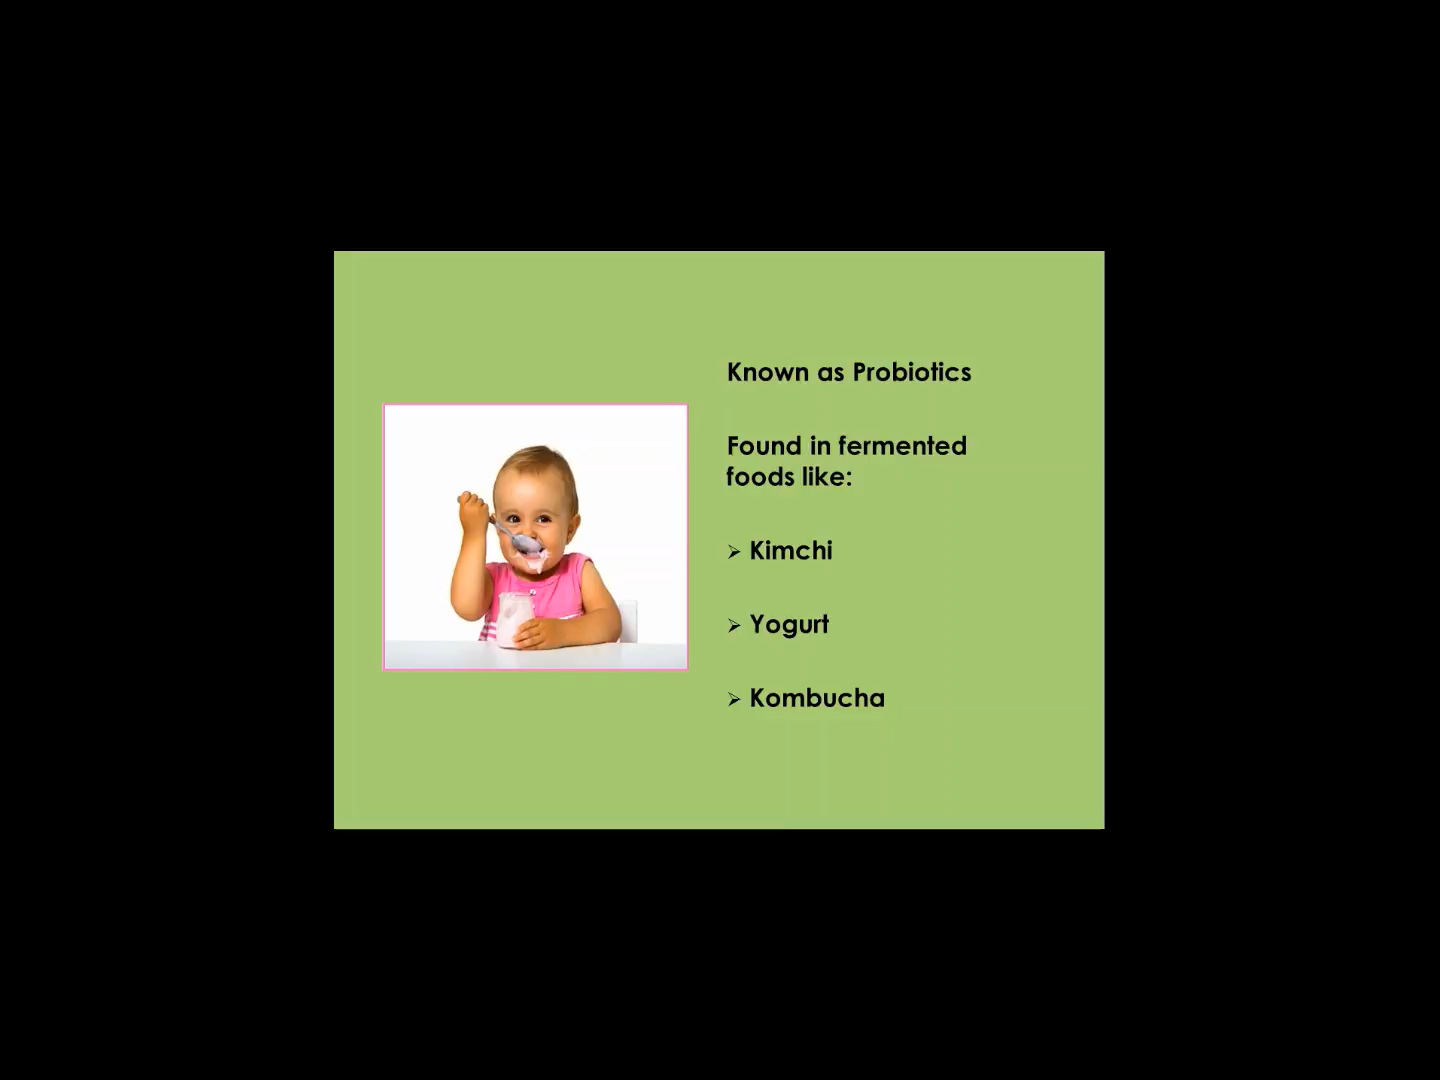 Known as Probiotics
Found in fermented
foods like:
➢ Kimchi
➢ Yogurt
➢ Kombucha